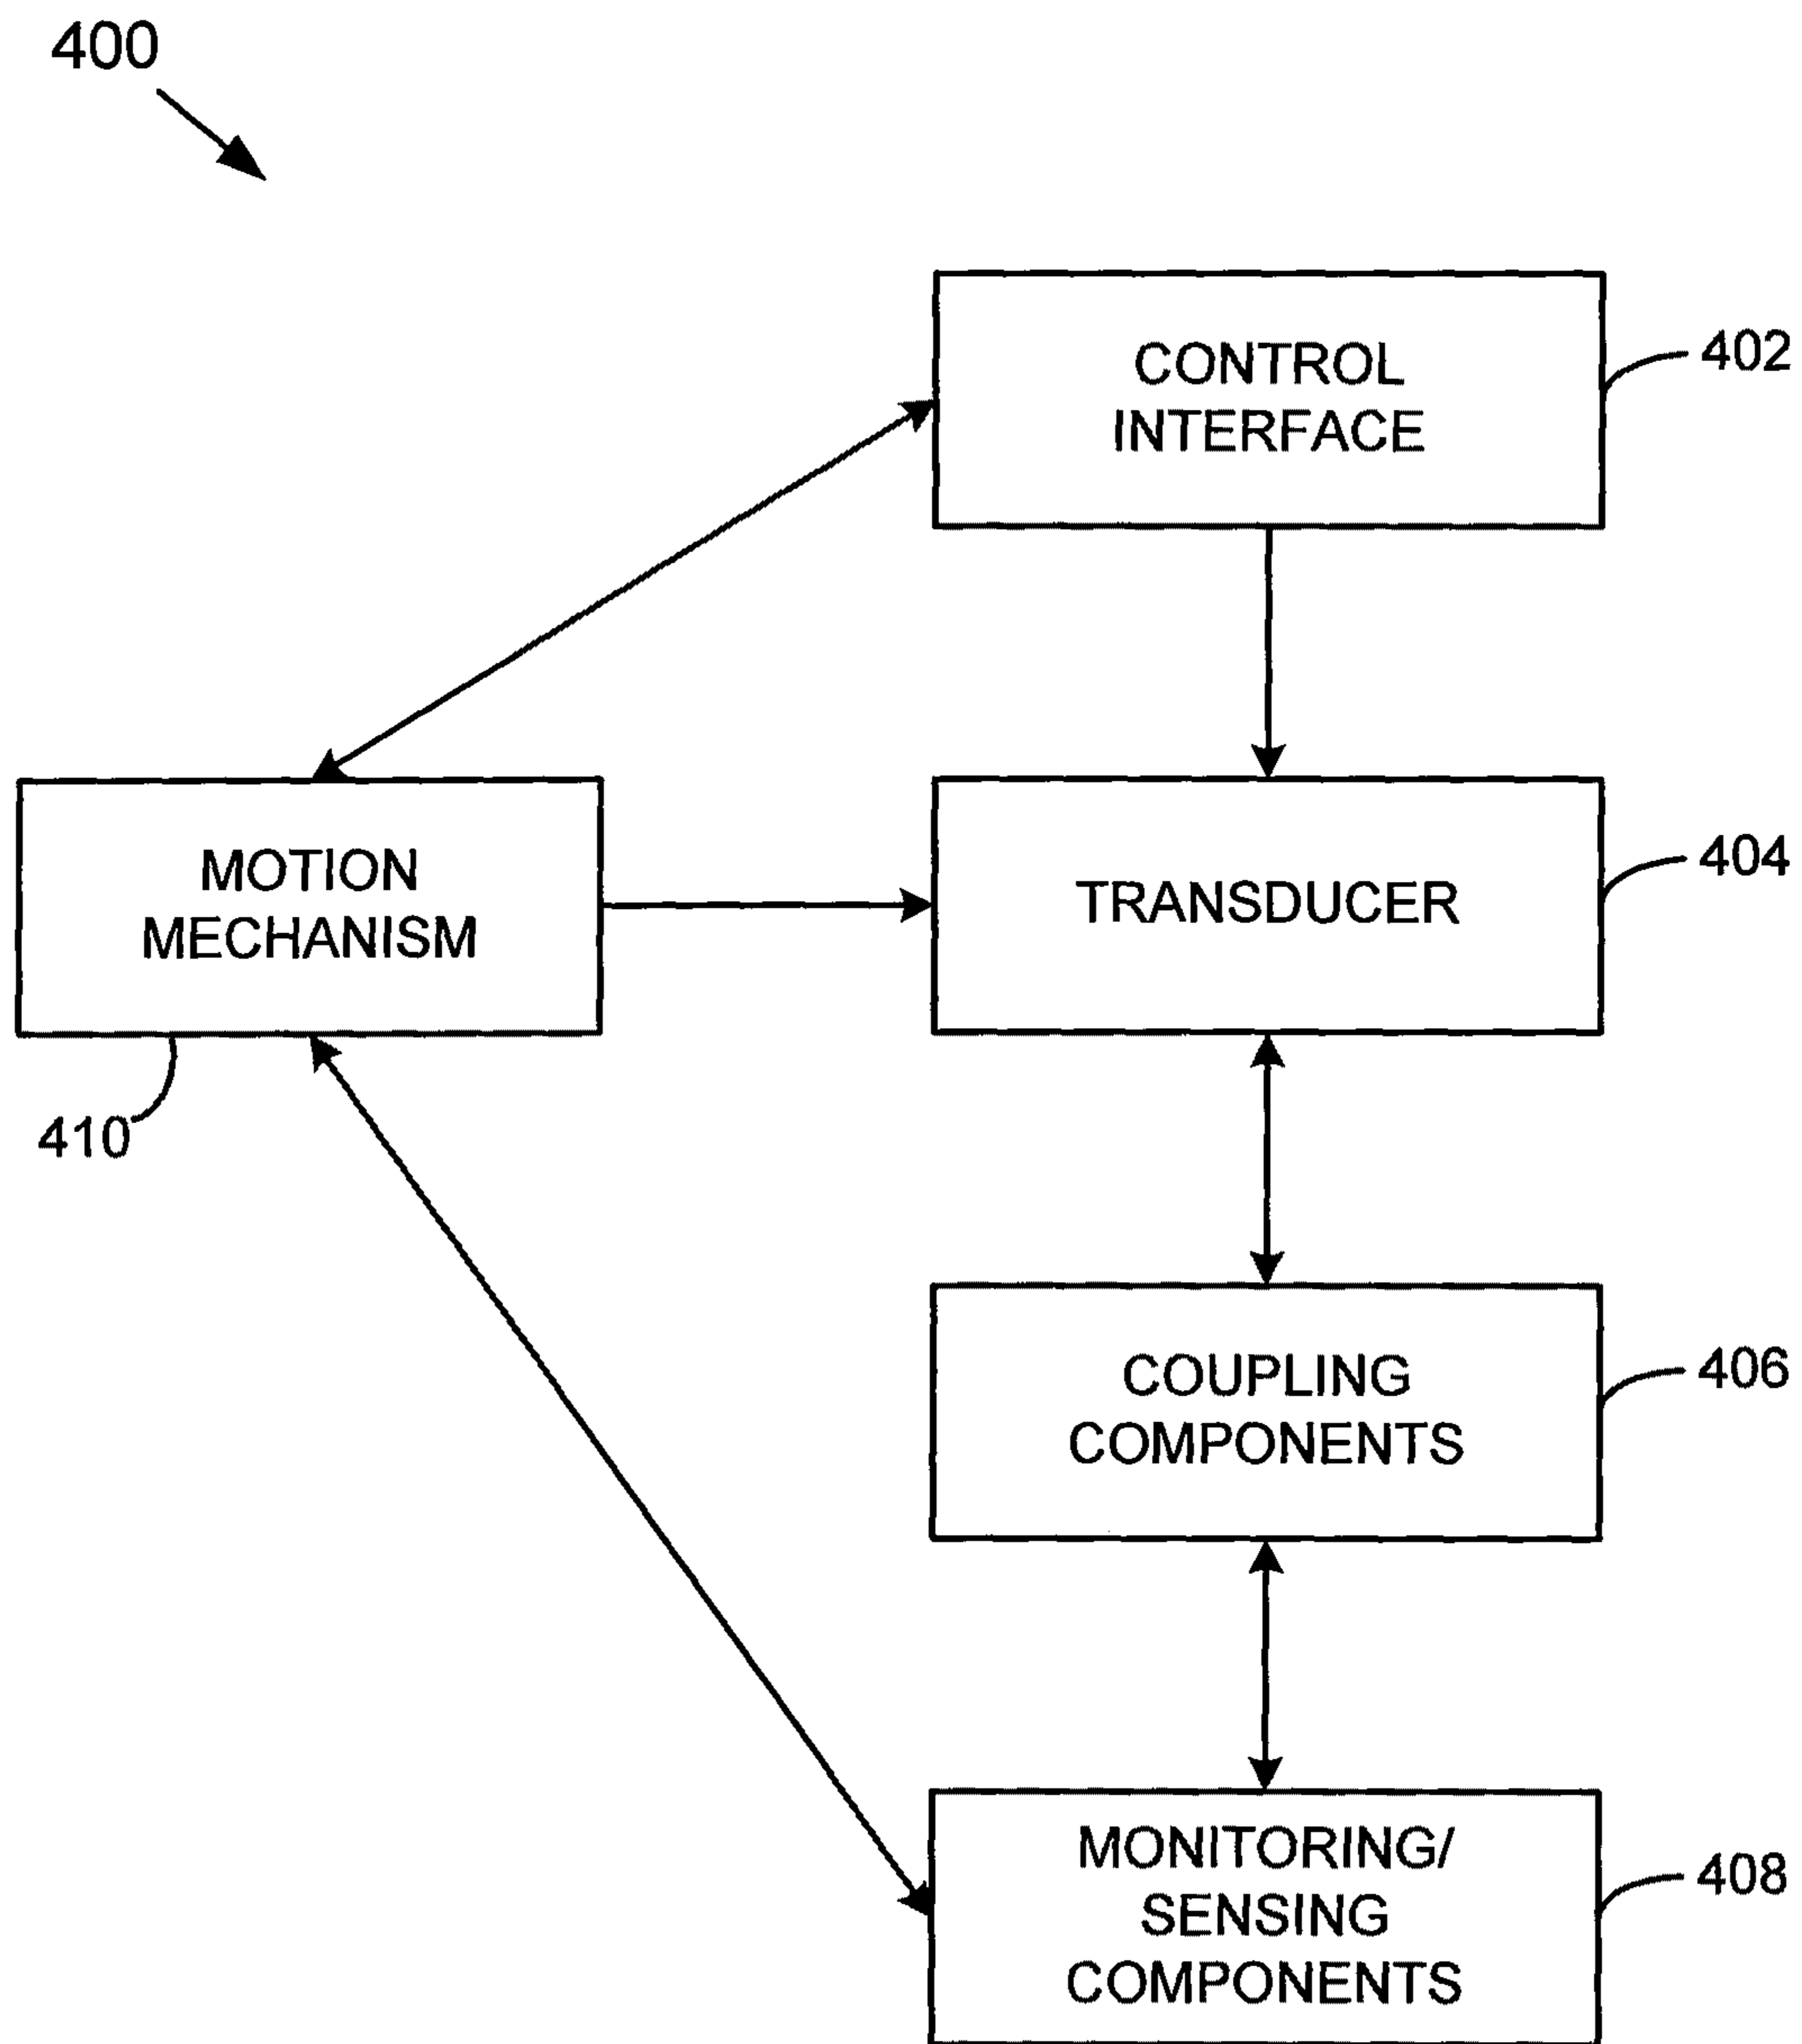 400
CONTROL
INTERFACE
402
MOTION
MECHANISM
410
TRANSDUCER
404
COUPLING
COMPONENTS
406
MONITORING/
SENSING
COMPONENTS
408